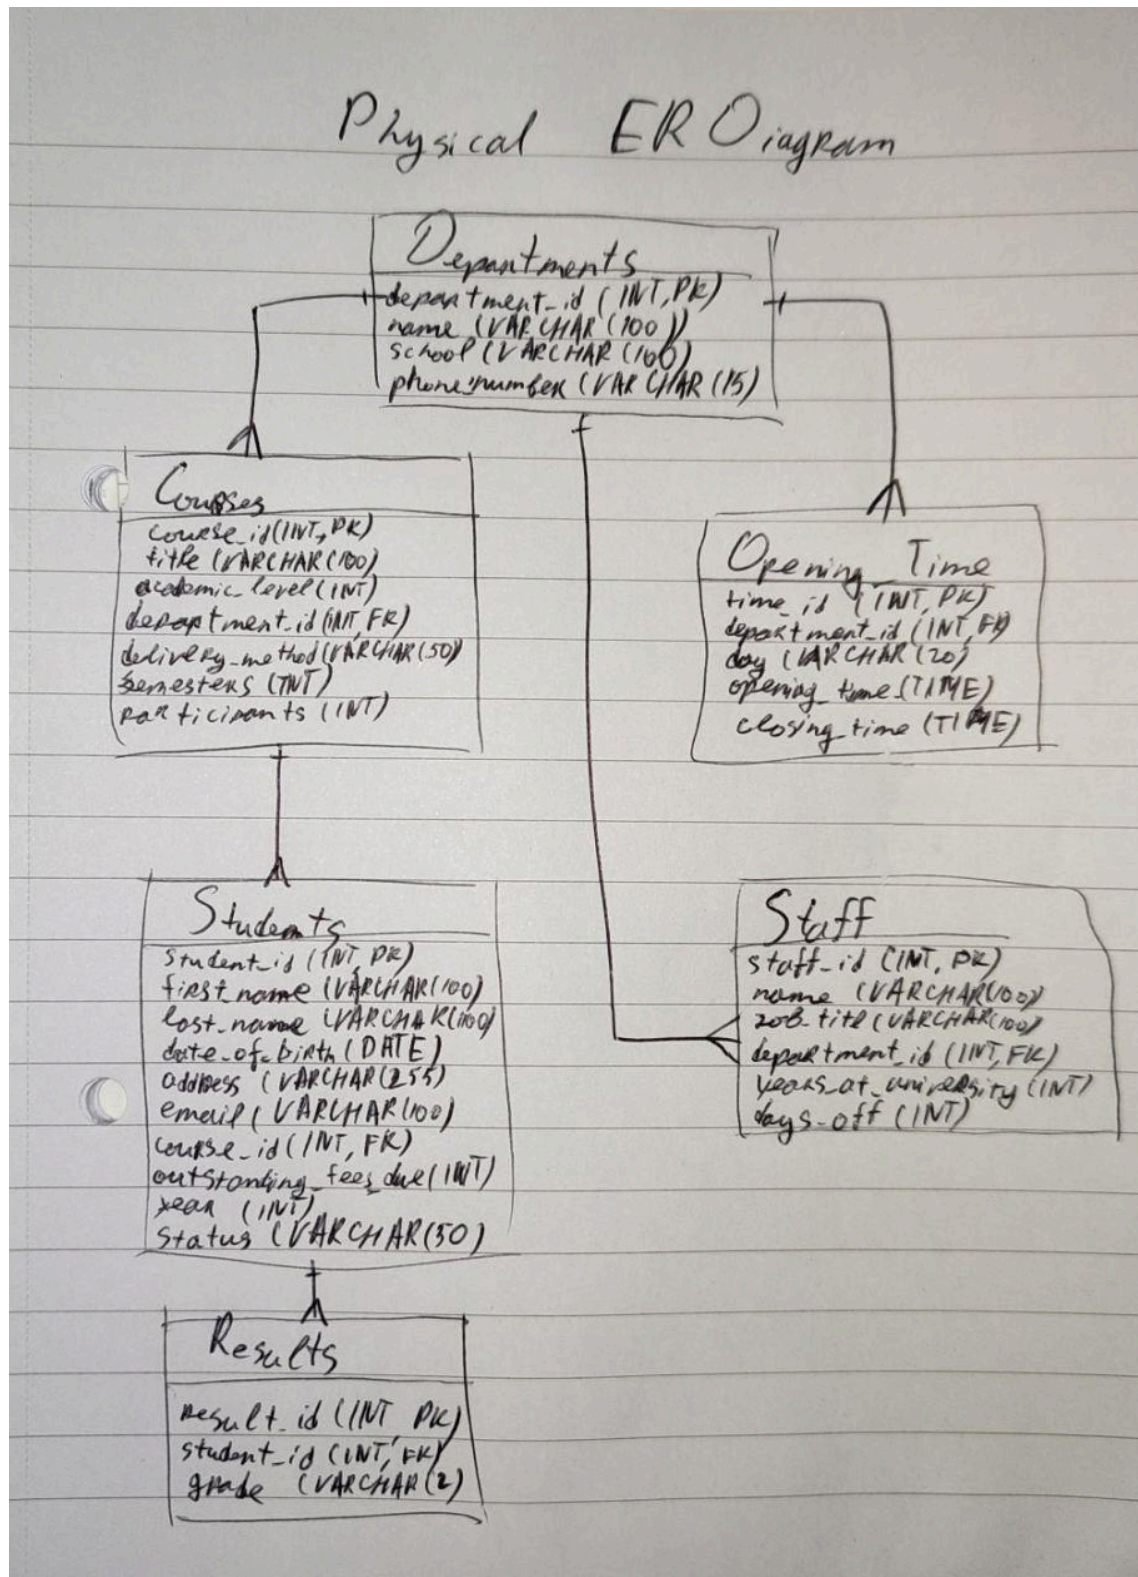 Physical ER Diagram
Departments
department_id (INT, PK)
name (VARCHAR(100))
school (VARCHAR(100)
phone_number (VARCHAR(15)
Courses
course_id(INT, PK)
title (VARCHAR(100)
academic_level(INT)
department_id(INT, FK)
delivery_method(VARCHAR(50)
semesters (INT)
participants (INT)
Opening_Time
time_id (INT, PK)
department_id (INT, FK)
day (VARCHAR(20)
opening_time (TIME)
closing_time (TIME)
Students
student_id (INT, PK)
first_name (VARCHAR(100)
last_name (VARCHAR(100)
date_of_birth (DATE)
address (VARCHAR(255)
email (VARCHAR(100)
course_id (INT, FK)
outstanding_fees_due(INT)
year (INT)
status (VARCHAR(50)
Staff
staff_id (INT, PK)
name (VARCHAR(100)
job_titl (VARCHAR(100)
department_id (INT, FK)
years_at_university (INT)
days_off (INT)
Results
result_id (INT PK)
student_id (INT, FK)
grade (VARCHAR(2)